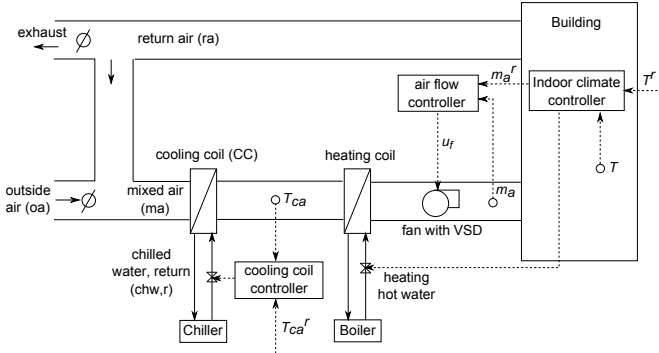 Building
exhaust
return air (ra)
m_a^r
air flow
controller
Indoor climate
controller
T^r
u_f
T
cooling coil (CC)
heating coil
outside
air (oa)
mixed air
(ma)
T_ca
m_a
fan with VSD
chilled
water, return
(chw,r)
cooling coil
controller
heating
hot water
Chiller
T_ca^r
Boiler